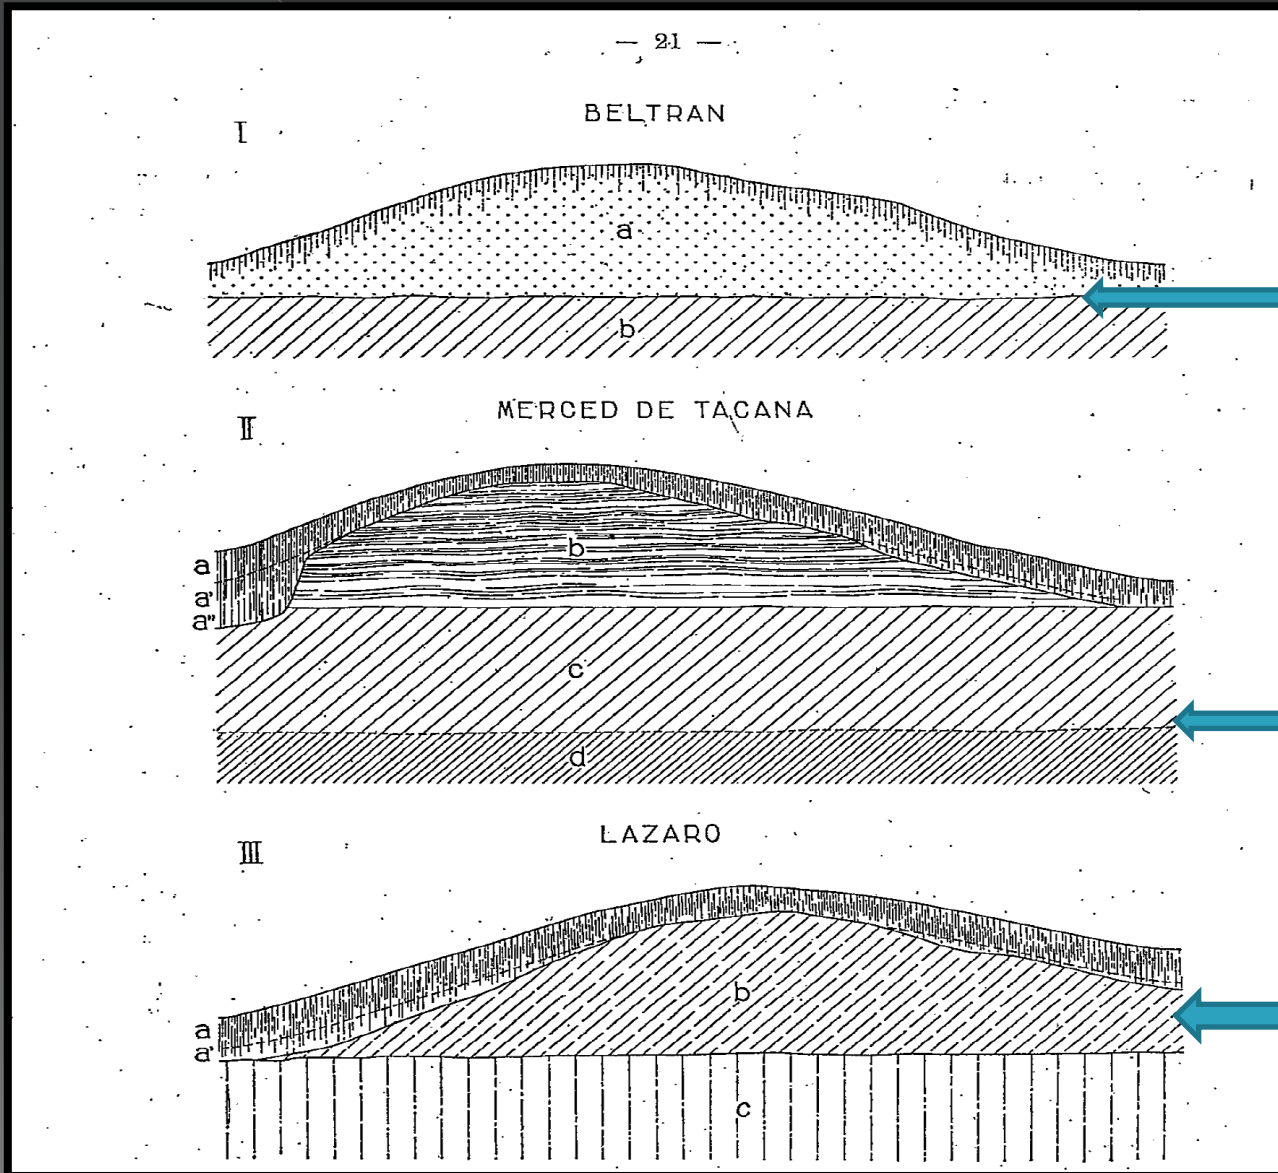 — 21 —
BELTRAN
I
a
b
MERCED DE TACANA
II
b
a
a'
a"
c
d
LAZARO
III
b
a
a'
c